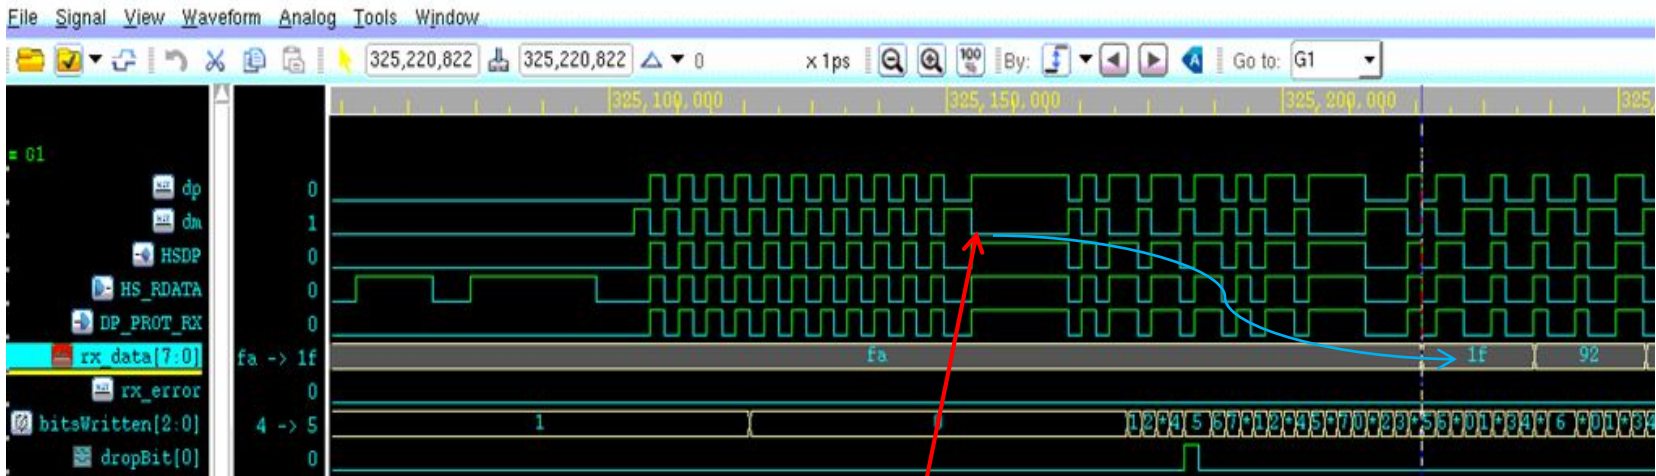 File Signal View Waveform Analog Tools Window
325,220,822 325,220,822 0 x 1ps 100 % By: A Go to: G1
325,100,000 325,150,000 325,200,000 325,
= G1
dp 0
dm 1
HSDP 0
HS_RDATA 0
DP_PROT_RX 0
rx_data[7:0] fa -> 1f fa 1f 92
rx_error 0
bitsWritten[2:0] 4 -> 5 1
dropBit[0] 0